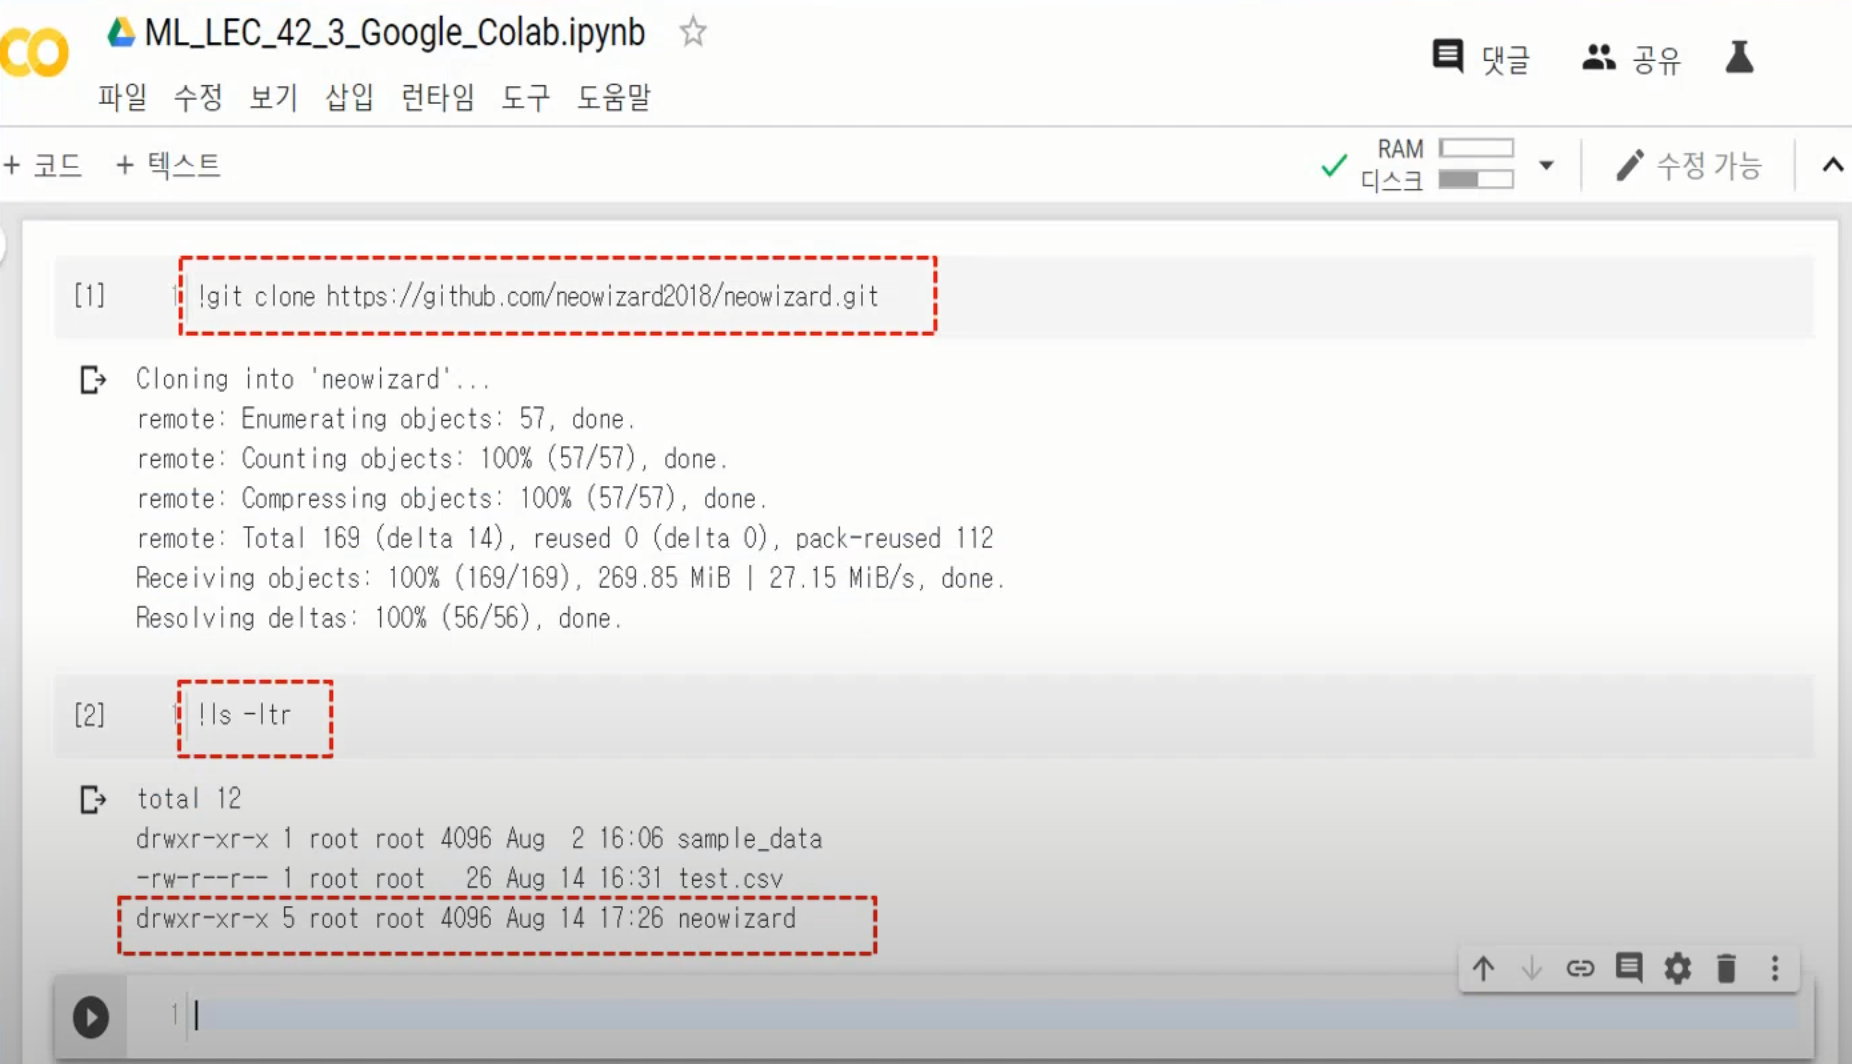 CO
ML_LEC_42_3_Google_Colab.ipynb
댓글 공유
파일 수정 보기 삽입 런타임 도구 도움말
+ 코드 + 텍스트
RAM
디스크
수정 가능
[1] 1 !git clone https://github.com/neowizard2018/neowizard.git
Cloning into 'neowizard'...
remote: Enumerating objects: 57, done.
remote: Counting objects: 100% (57/57), done.
remote: Compressing objects: 100% (57/57), done.
remote: Total 169 (delta 14), reused 0 (delta 0), pack-reused 112
Receiving objects: 100% (169/169), 269.85 MiB | 27.15 MiB/s, done.
Resolving deltas: 100% (56/56), done.
[2] 1 !ls -ltr
total 12
drwxr-xr-x 1 root root 4096 Aug  2 16:06 sample_data
-rw-r--r-- 1 root root   26 Aug 14 16:31 test.csv
drwxr-xr-x 5 root root 4096 Aug 14 17:26 neowizard
1